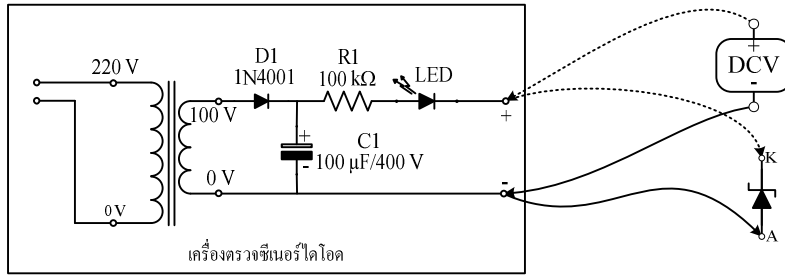 220 V
0 V
100 V
0 V
D1
1N4001
R1
100 kΩ
LED
+
C1
100 µF/400 V
-
+
-
+
DCV
-
K
A
เครื่องตรวจซีเนอร์ไดโอด